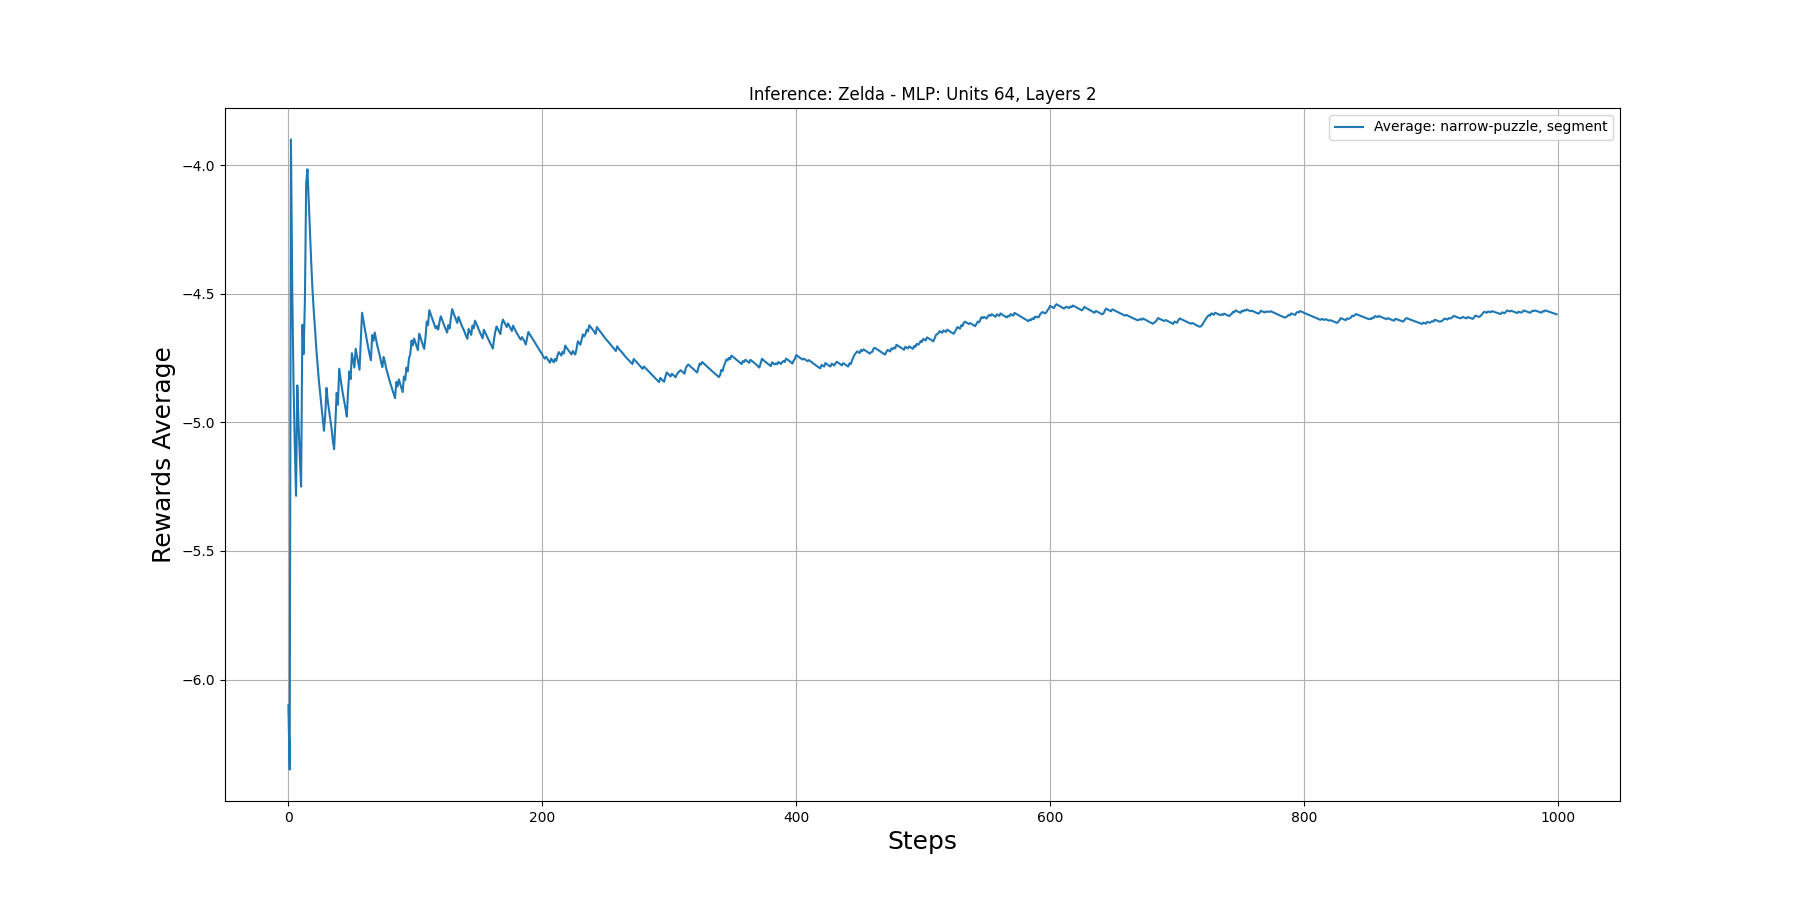 Inference: Zelda - MLP: Units 64, Layers 2
Average: narrow-puzzle, segment
Rewards Average
−4.0
−4.5
−5.0
−5.5
−6.0
0 200 400 600 800 1000
Steps